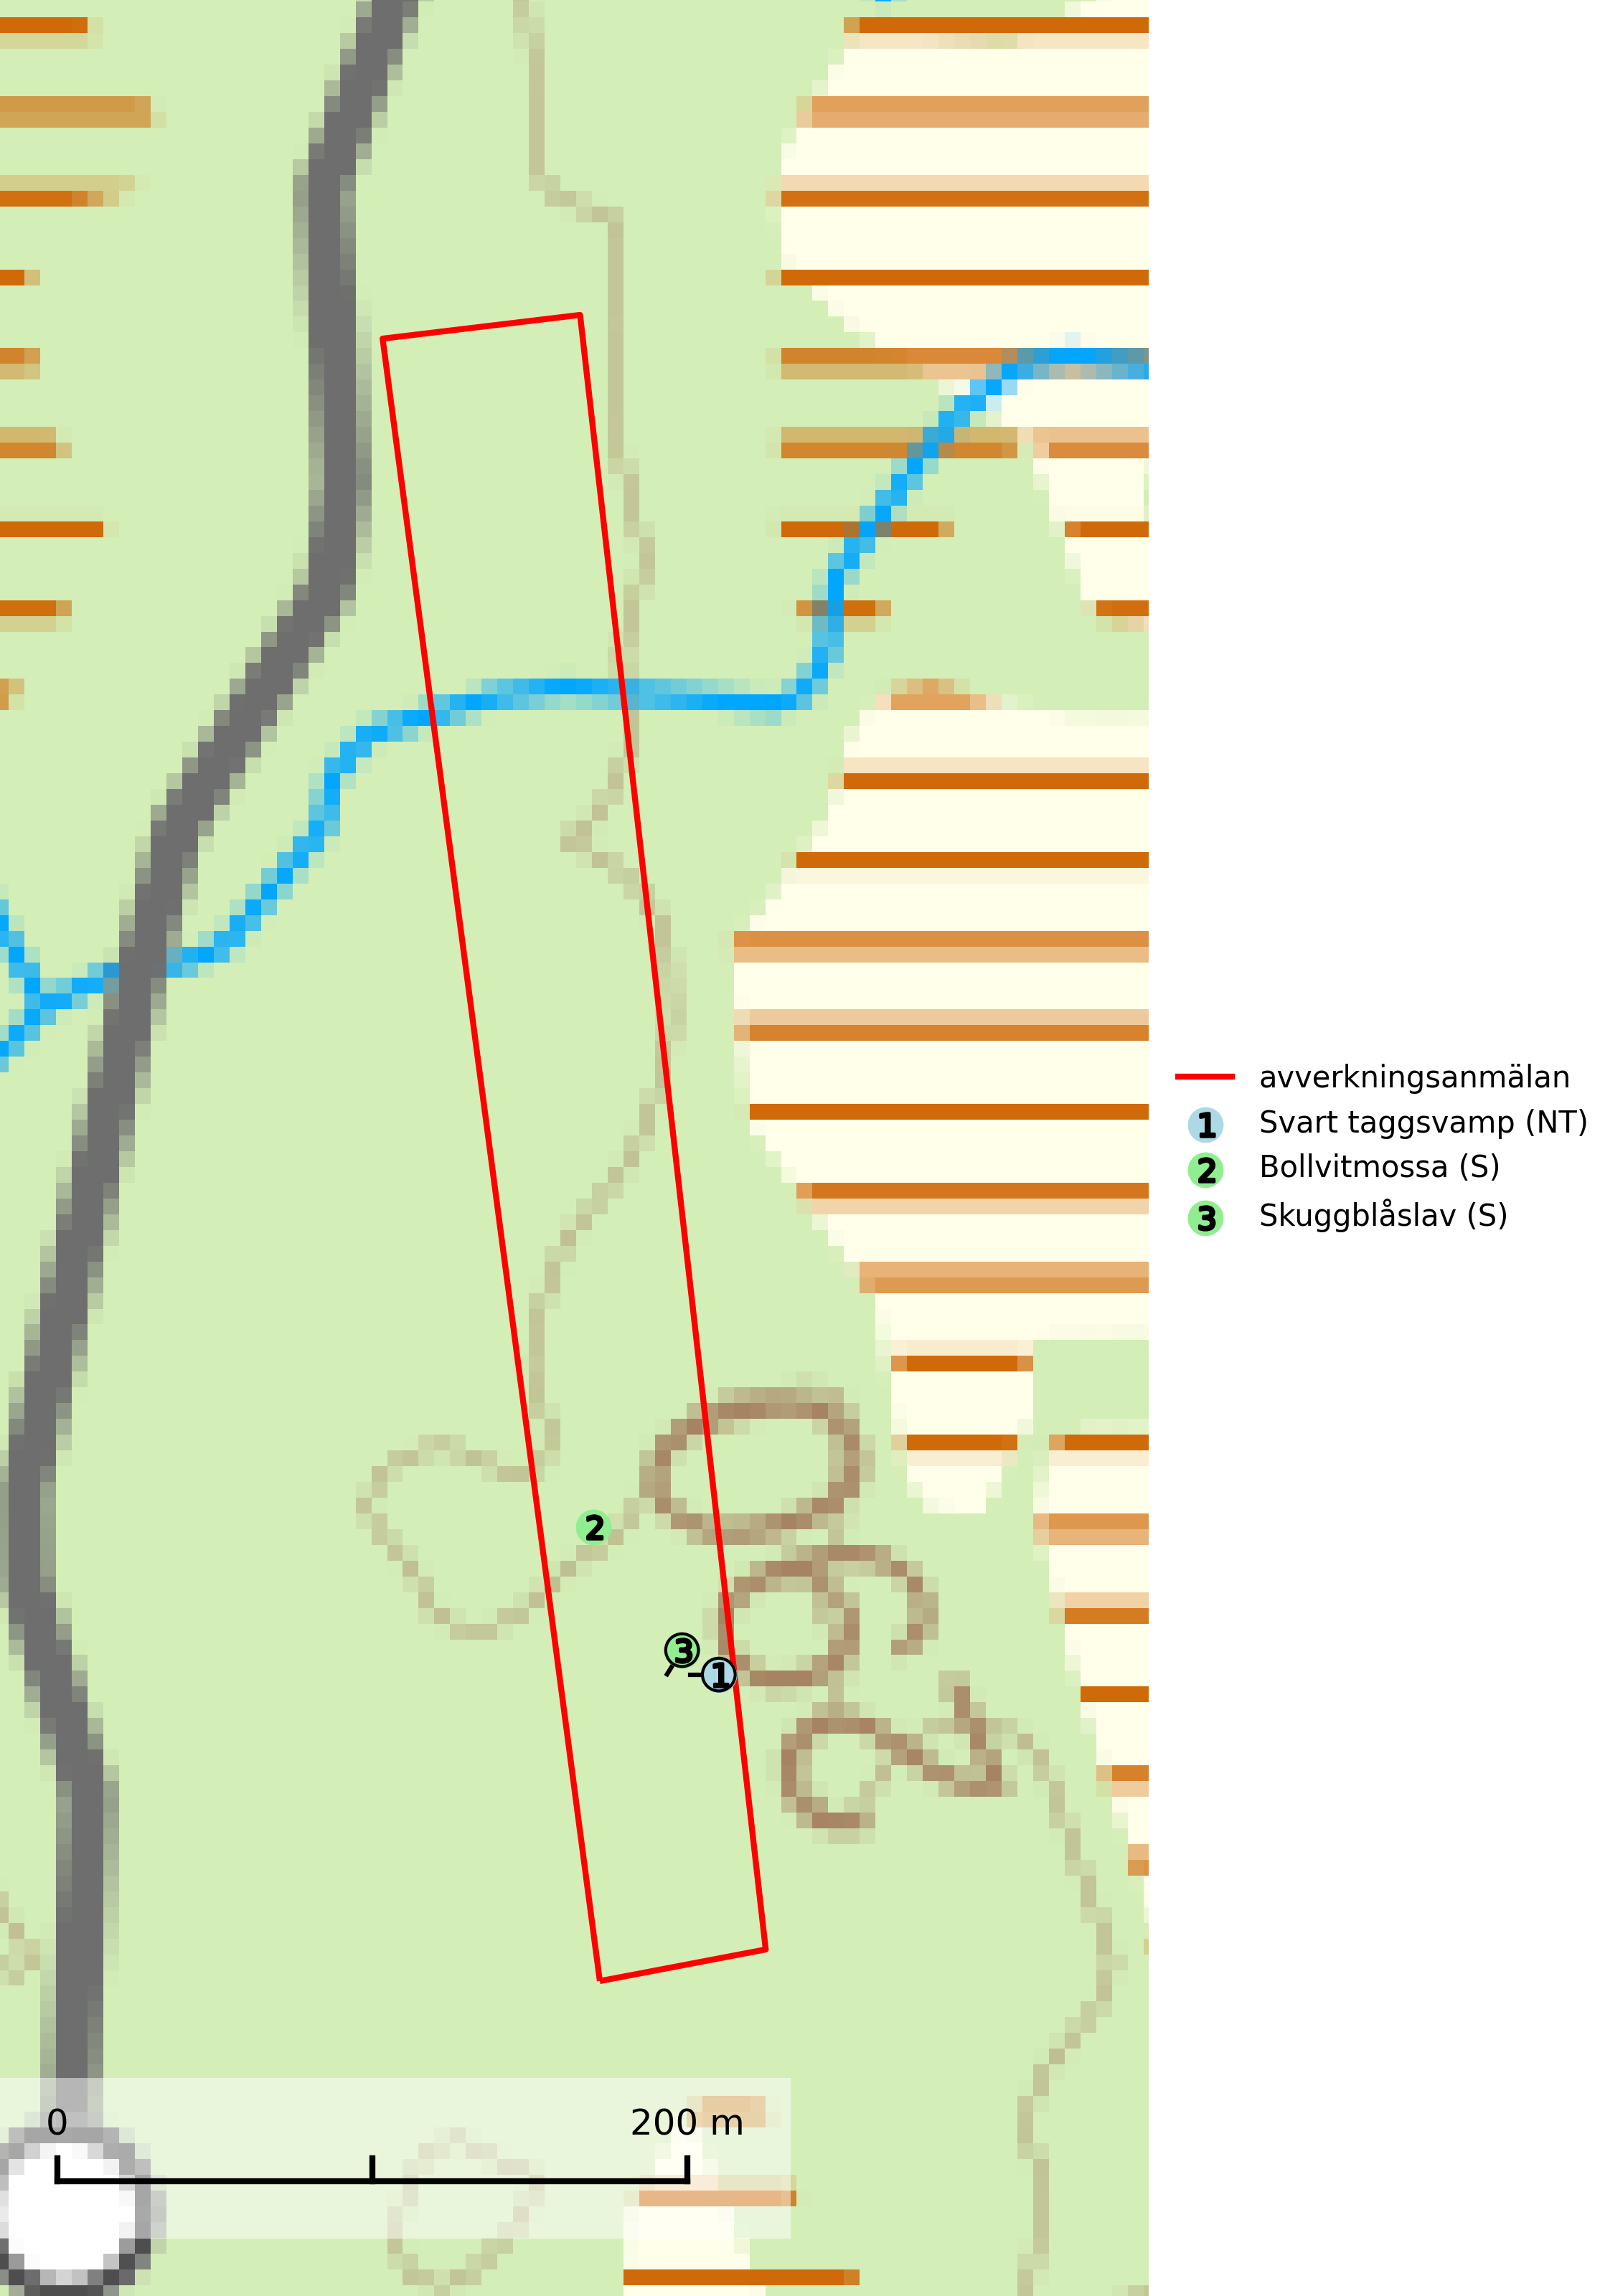 avverkningsanmälan
1 Svart taggsvamp (NT)
2 Bollvitmossa (S)
3 Skuggblåslav (S)
2
3
1
0 200 m